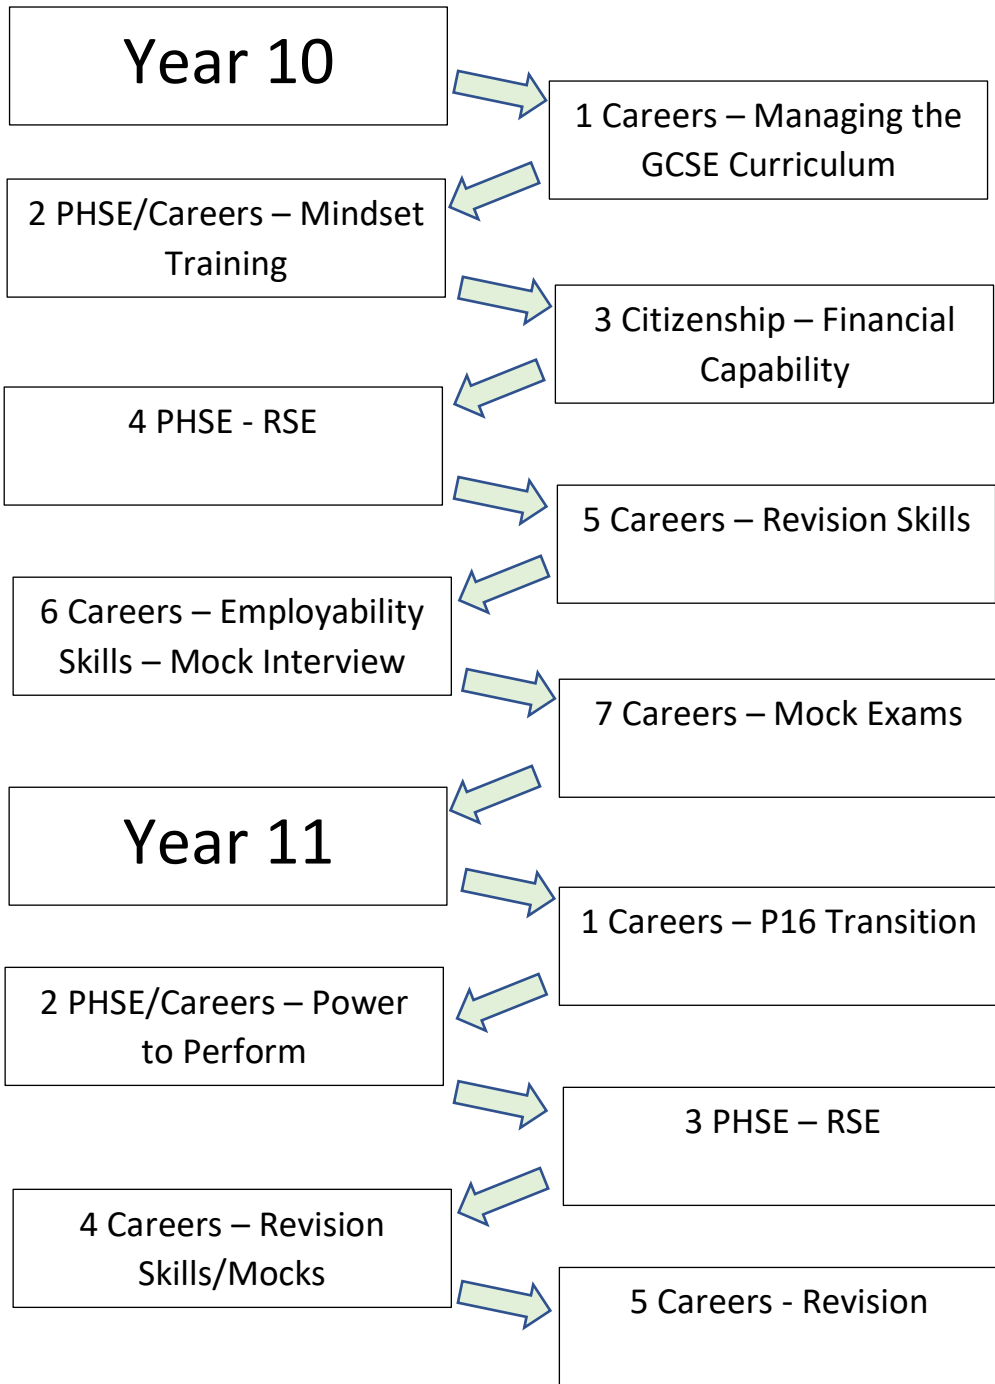 Year 10
1 Careers – Managing the
GCSE Curriculum
2 PHSE/Careers – Mindset
Training
3 Citizenship – Financial
Capability
4 PHSE - RSE
5 Careers – Revision Skills
6 Careers – Employability
Skills – Mock Interview
7 Careers – Mock Exams
Year 11
1 Careers – P16 Transition
2 PHSE/Careers – Power
to Perform
3 PHSE – RSE
4 Careers – Revision
Skills/Mocks
5 Careers - Revision